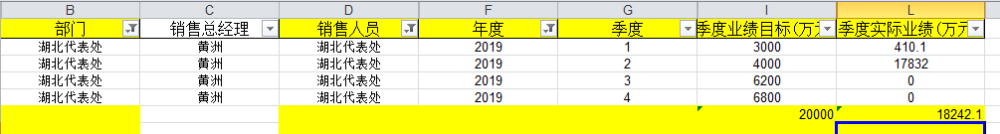 B C D F G I L
部门 销售总经理 销售人员 年度 季度 季度业绩目标(万元 季度实际业绩(万元
湖北代表处 黄洲 湖北代表处 2019 1 3000 410.1
湖北代表处 黄洲 湖北代表处 2019 2 4000 17832
湖北代表处 黄洲 湖北代表处 2019 3 6200 0
湖北代表处 黄洲 湖北代表处 2019 4 6800 0
20000 18242.1